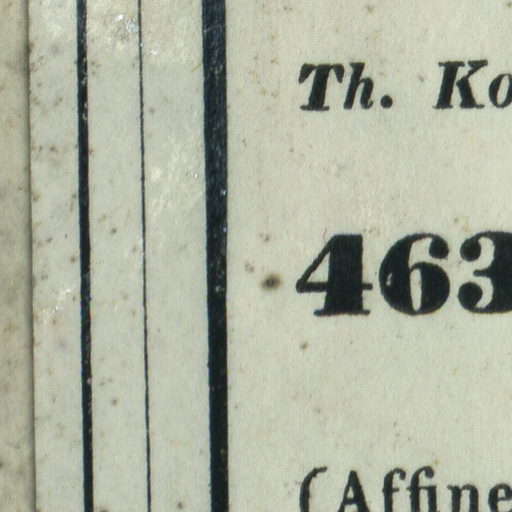 Th. Ko
463
(Affine